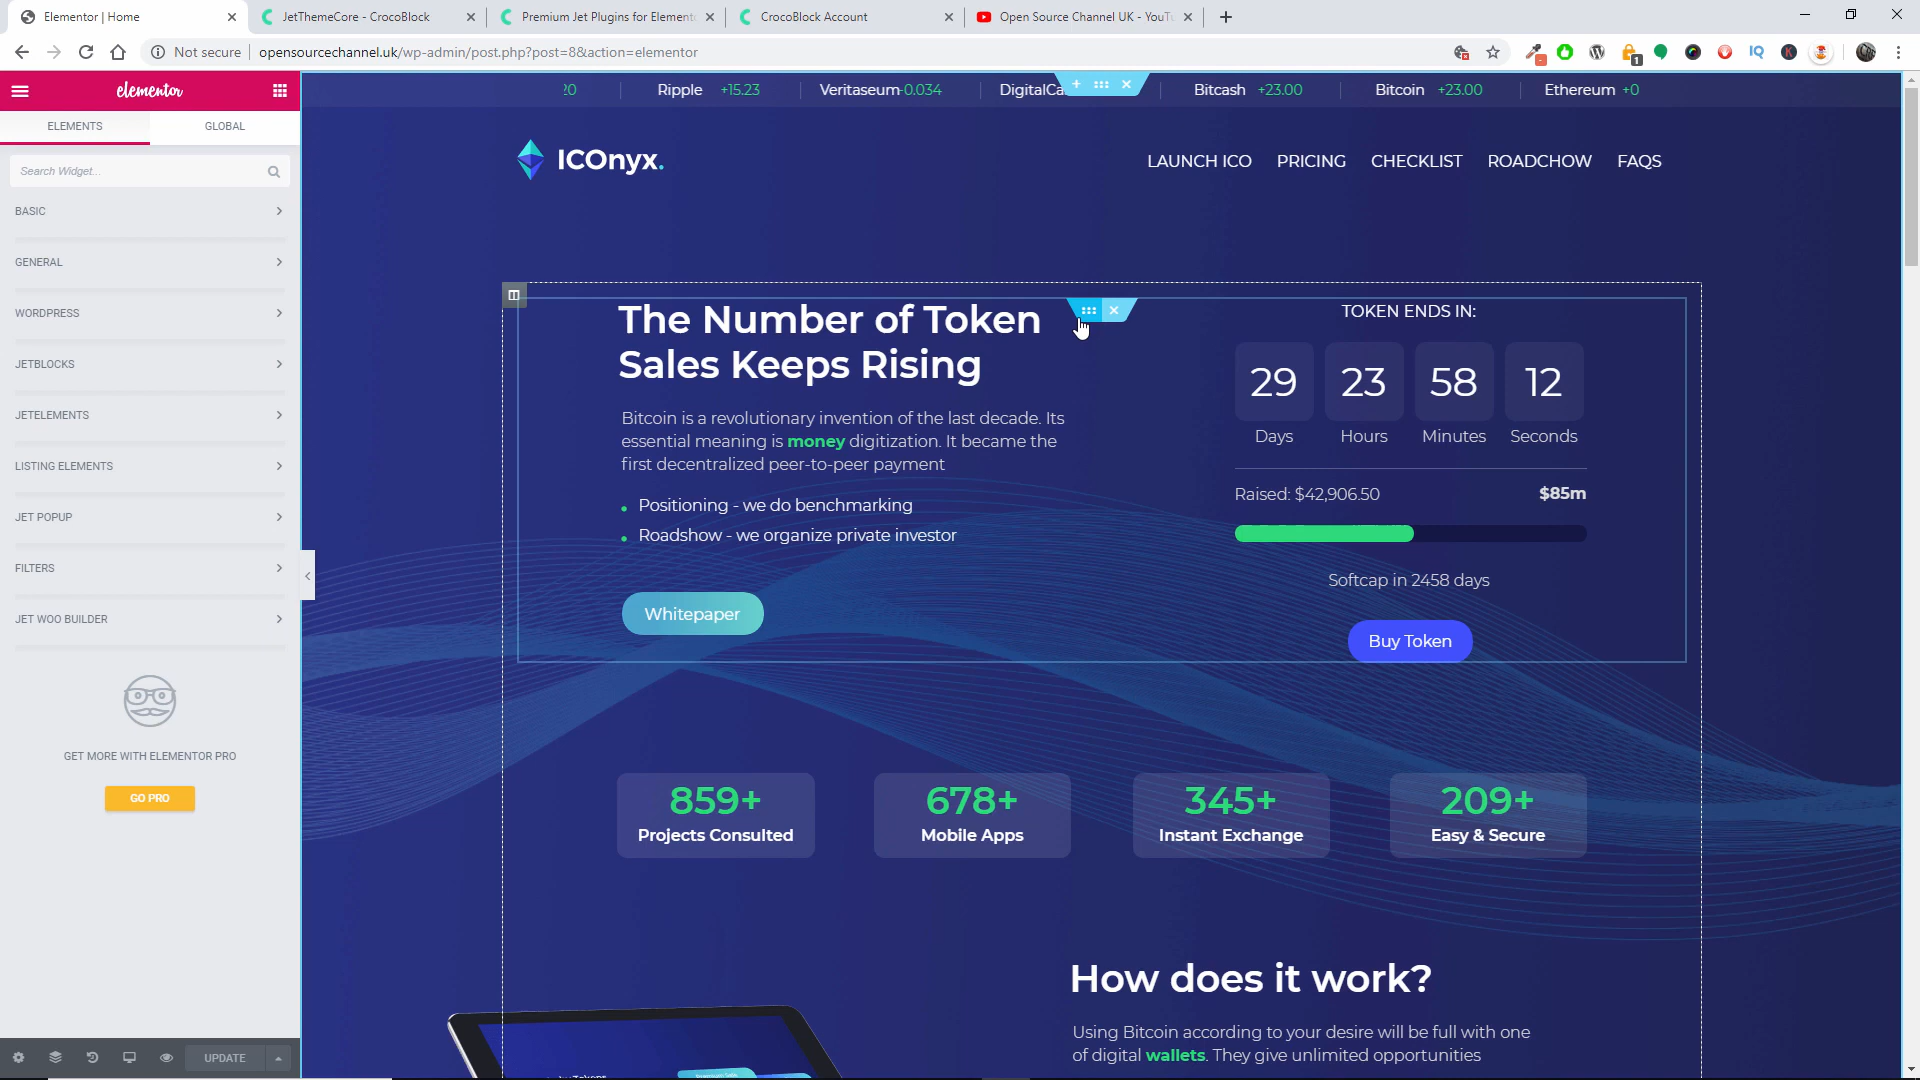 Elementor | Home
JetThemeCore - CrocoBlock
Premium Jet Plugins for Element
CrocoBlock Account
Open Source Channel UK - YouTu
Not secure
opensourcechannel.uk/wp-admin/post.php?post=8&action=elementor
IQ
K
1
elementor
ELEMENTS
GLOBAL
Search Widget...
BASIC
GENERAL
WORDPRESS
JETBLOCKS
JETELEMENTS
LISTING ELEMENTS
JET POPUP
FILTERS
JET WOO BUILDER
GET MORE WITH ELEMENTOR PRO
GO PRO
UPDATE
20 Ripple +15.23 Veritaseum -0.034 DigitalCa Bitcash +23.00 Bitcoin +23.00 Ethereum +0
ICOnyx.
LAUNCH ICO PRICING CHECKLIST ROADCHOW FAQS
The Number of Token
Sales Keeps Rising
Bitcoin is a revolutionary invention of the last decade. Its
essential meaning is money digitization. It became the
first decentralized peer-to-peer payment
Positioning - we do benchmarking
Roadshow - we organize private investor
Whitepaper
TOKEN ENDS IN:
29 23 58 12
Days Hours Minutes Seconds
Raised: $42,906.50 $85m
Softcap in 2458 days
Buy Token
859+ 678+ 345+ 209+
Projects Consulted Mobile Apps Instant Exchange Easy & Secure
How does it work?
Using Bitcoin according to your desire will be full with one
of digital wallets. They give unlimited opportunities